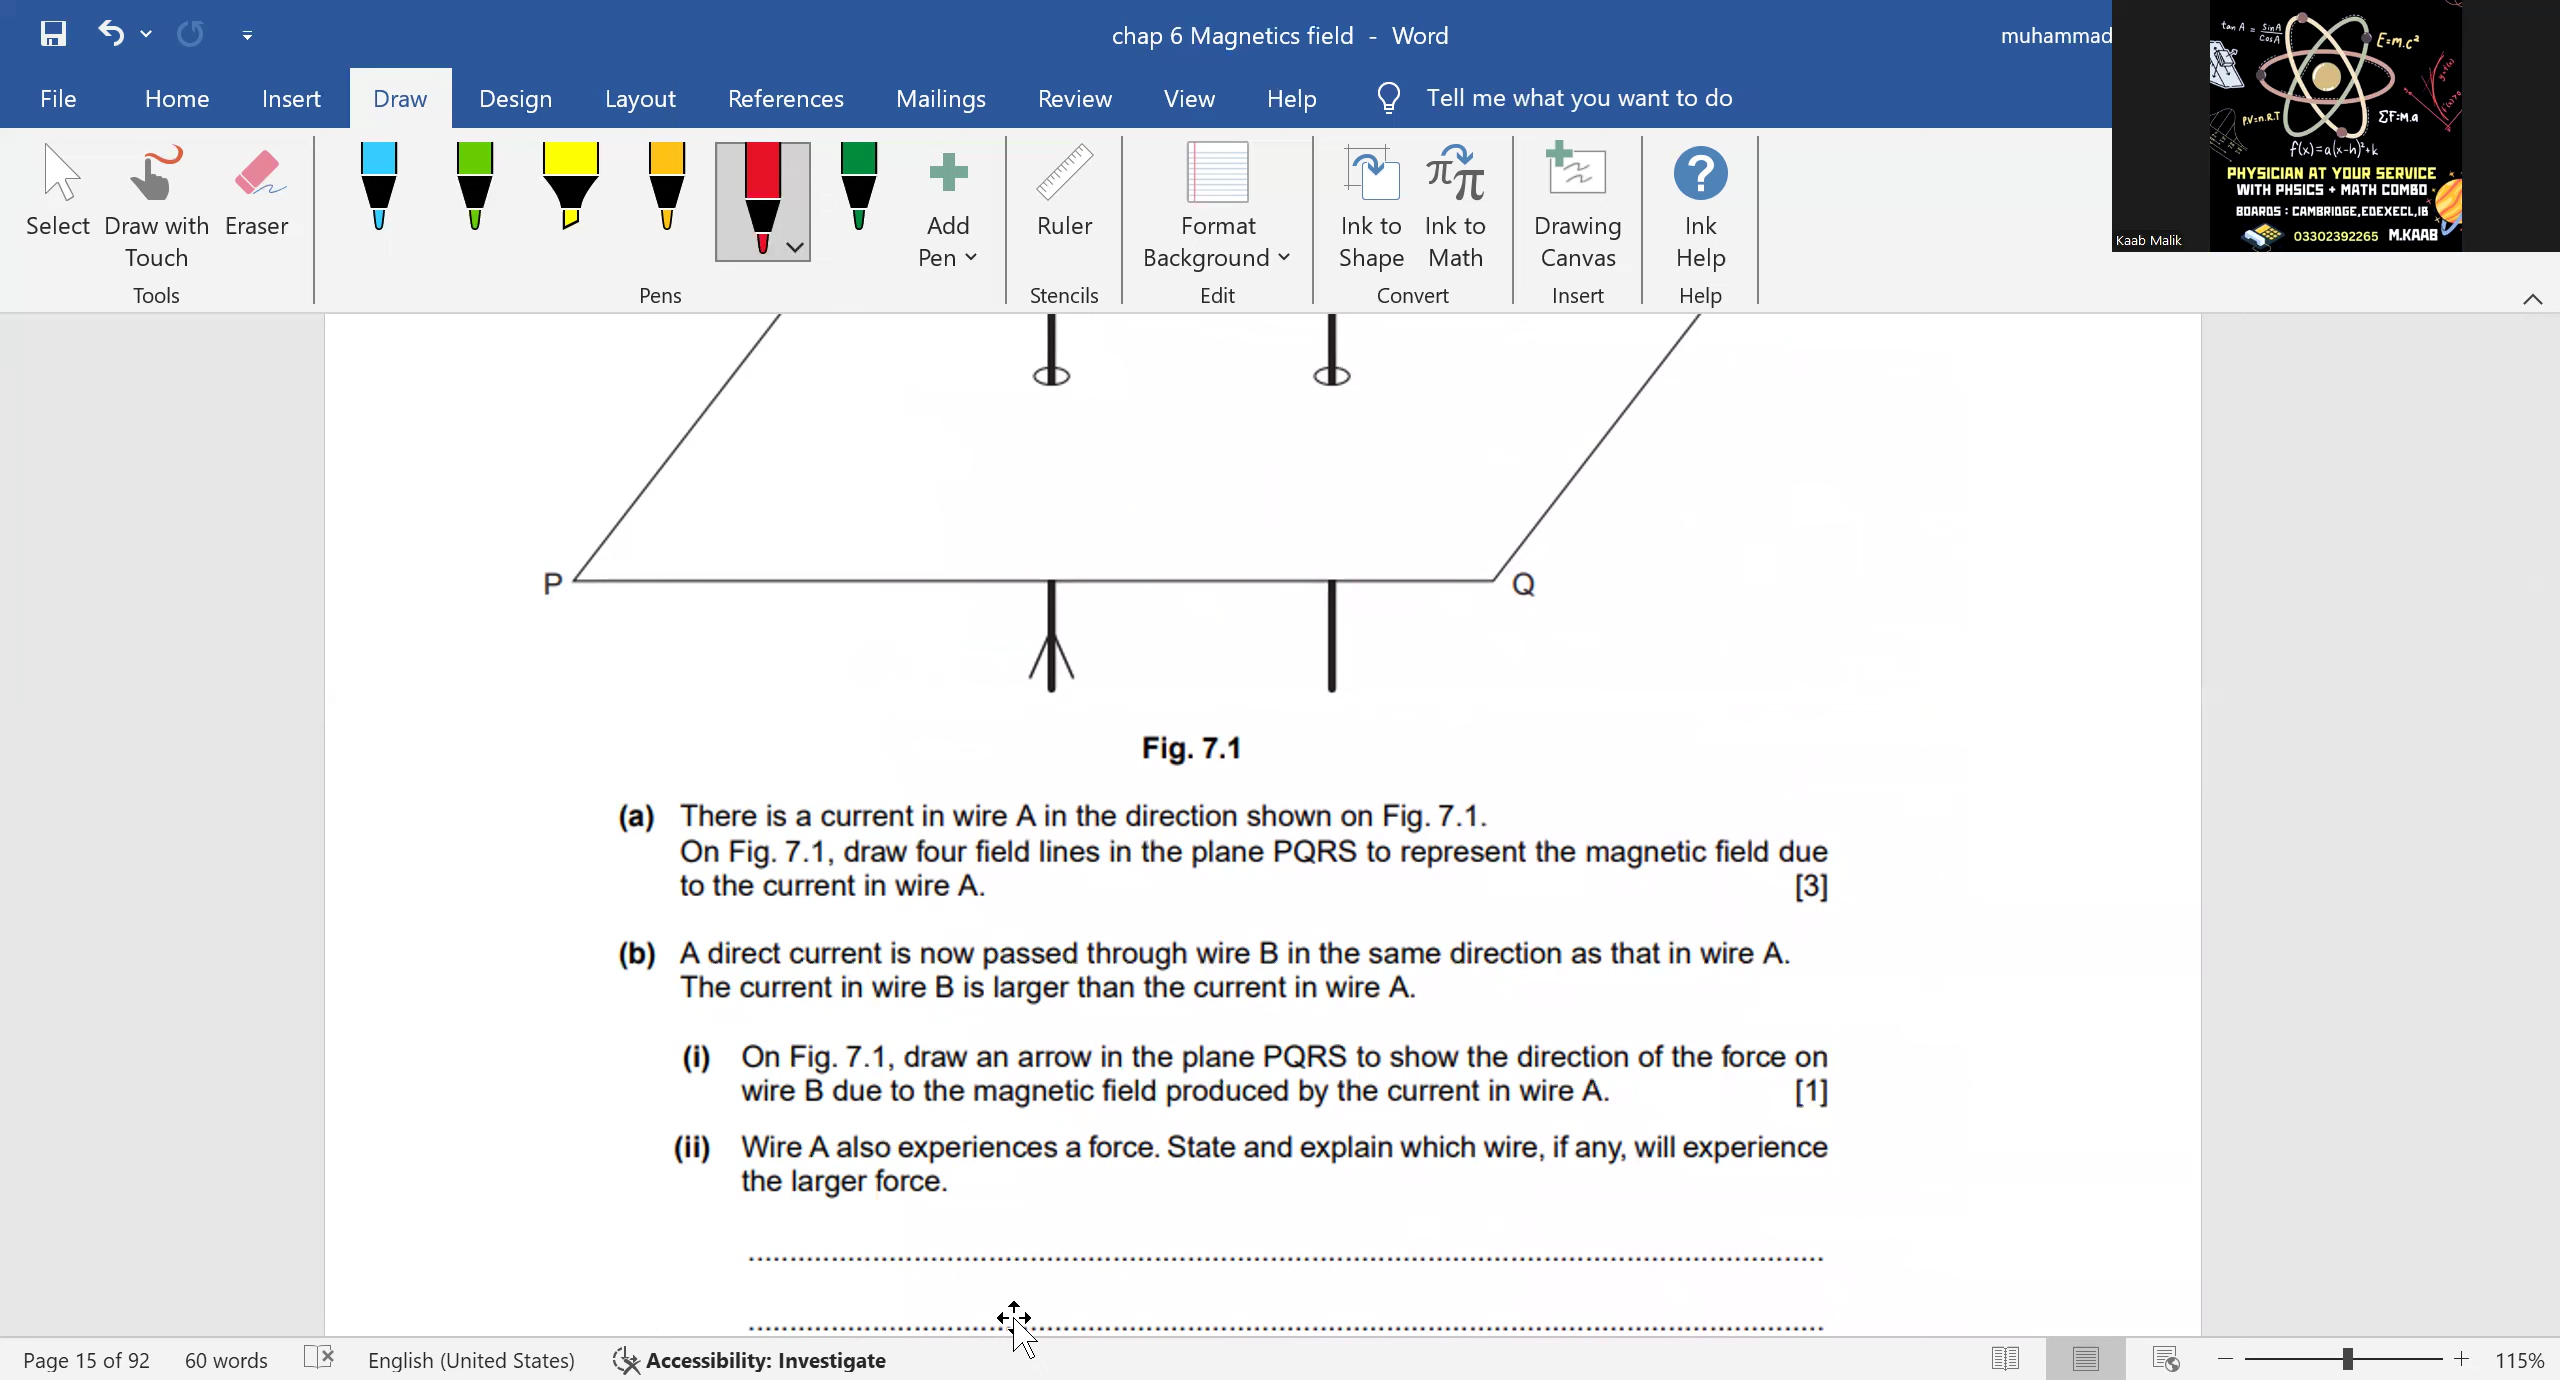 chap 6 Magnetics field - Word
muhammad
File Home Insert Draw Design Layout References Mailings Review View Help Tell me what you want to do
Select
Draw with Touch
Eraser
Tools
Pens
Add Pen
Ruler
Stencils
Format Background
Edit
Ink to Shape
Ink to Math
Convert
Drawing Canvas
Insert
Ink Help
Help
tan A = SinA/CosA
E=m.c²
P.V=n.R.T
ΣF=M.a
f(x)=a(x-h)²+k
PHYSICIAN AT YOUR SERVICE
WITH PHSICS + MATH COMBO
BOARDS : CAMBRIDGE,EDEXECL,IB
03302392265 M.KAAB
Kaab Malik
P
Q
Fig. 7.1
(a) There is a current in wire A in the direction shown on Fig. 7.1.
On Fig. 7.1, draw four field lines in the plane PQRS to represent the magnetic field due
to the current in wire A. [3]
(b) A direct current is now passed through wire B in the same direction as that in wire A.
The current in wire B is larger than the current in wire A.
(i) On Fig. 7.1, draw an arrow in the plane PQRS to show the direction of the force on
wire B due to the magnetic field produced by the current in wire A. [1]
(ii) Wire A also experiences a force. State and explain which wire, if any, will experience
the larger force.
Page 15 of 92 60 words English (United States) Accessibility: Investigate 115%